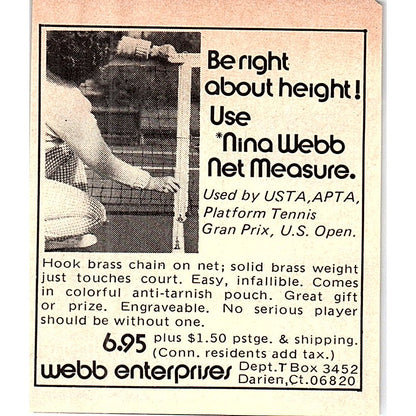 Be right
about height!
Use
*Nina Webb
Net Measure.
Used by USTA,APTA,
Platform Tennis
Gran Prix, U.S. Open.
Hook brass chain on net; solid brass weight
just touches court. Easy, infallible. Comes
in colorful anti-tarnish pouch. Great gift
or prize. Engraveable. No serious player
should be without one.
6.95 plus $1.50 pstge. & shipping.
(Conn. residents add tax.)
webb enterprises Dept.T Box 3452
Darien,Ct.06820